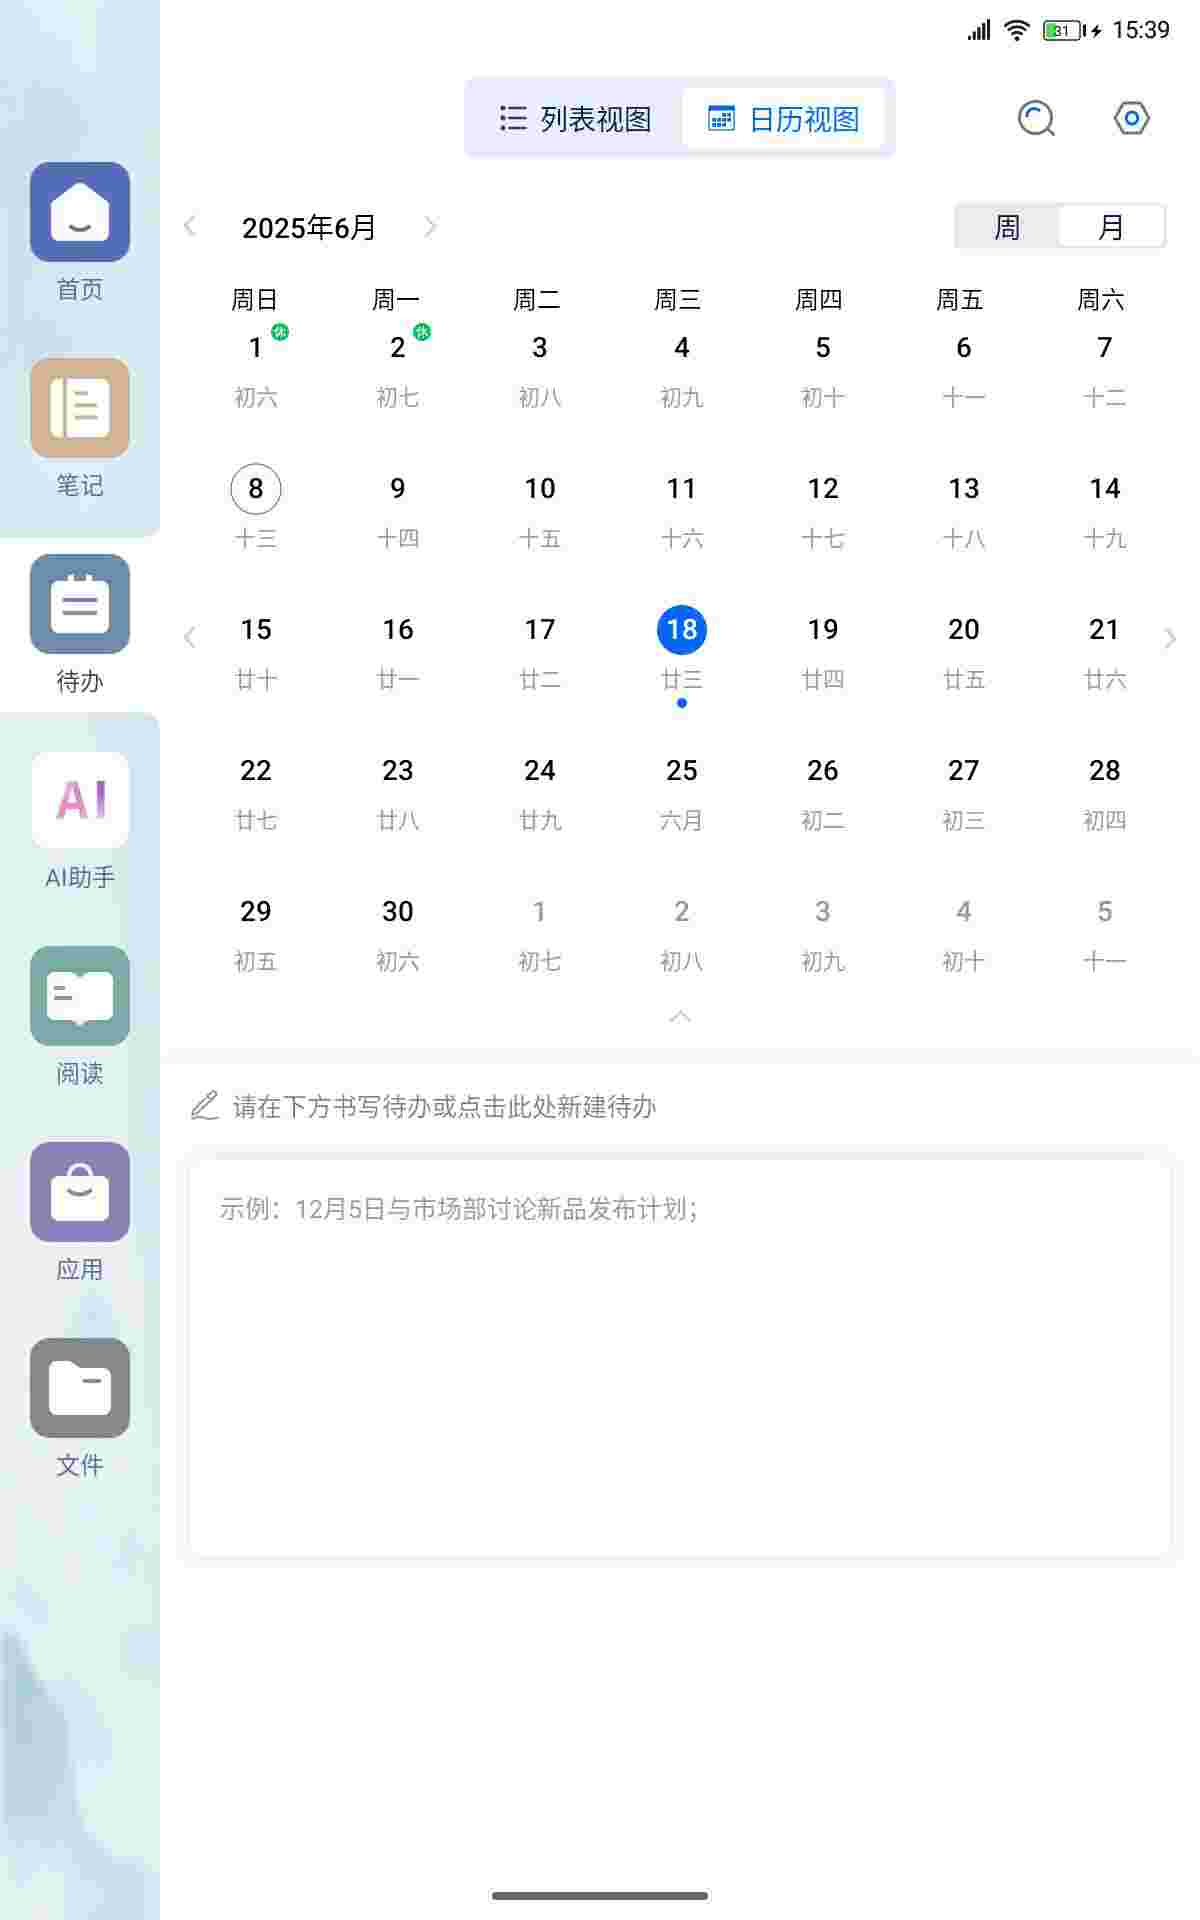 31 15:39
列表视图 日历视图
2025年6月 周 月
周日 周一 周二 周三 周四 周五 周六
1 休 2 休 3 4 5 6 7
初六 初七 初八 初九 初十 十一 十二
8 9 10 11 12 13 14
十三 十四 十五 十六 十七 十八 十九
15 16 17 18 19 20 21
廿十 廿一 廿二 廿三 廿四 廿五 廿六
22 23 24 25 26 27 28
廿七 廿八 廿九 六月 初二 初三 初四
29 30 1 2 3 4 5
初五 初六 初七 初八 初九 初十 十一
请在下方书写待办或点击此处新建待办
示例：12月5日与市场部讨论新品发布计划；
首页
笔记
待办
AI
AI助手
阅读
应用
文件